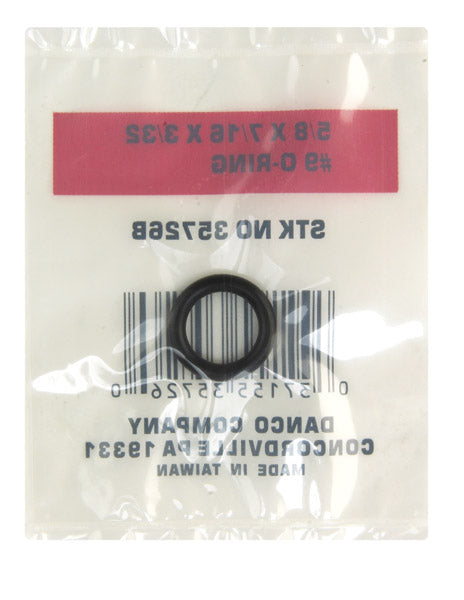 5/8 X 7/16 X 3/32
#9 O-RING
STK NO 35726B
0 37155 35726 0
DANCO COMPANY
CONCORDVILLE PA 19331
MADE IN TAIWAN